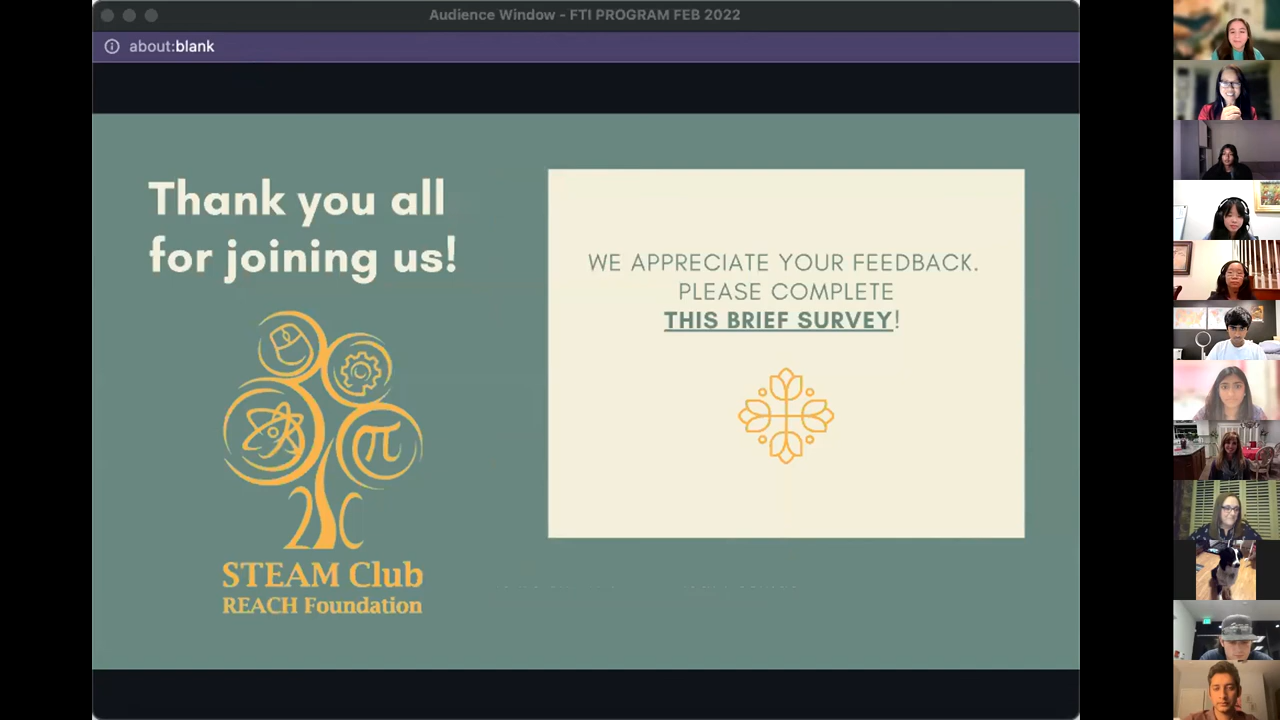 Audience Window - FTI PROGRAM FEB 2022
about:blank
Thank you all
for joining us!
WE APPRECIATE YOUR FEEDBACK.
PLEASE COMPLETE
THIS BRIEF SURVEY!
π
2C
STEAM Club
REACH Foundation